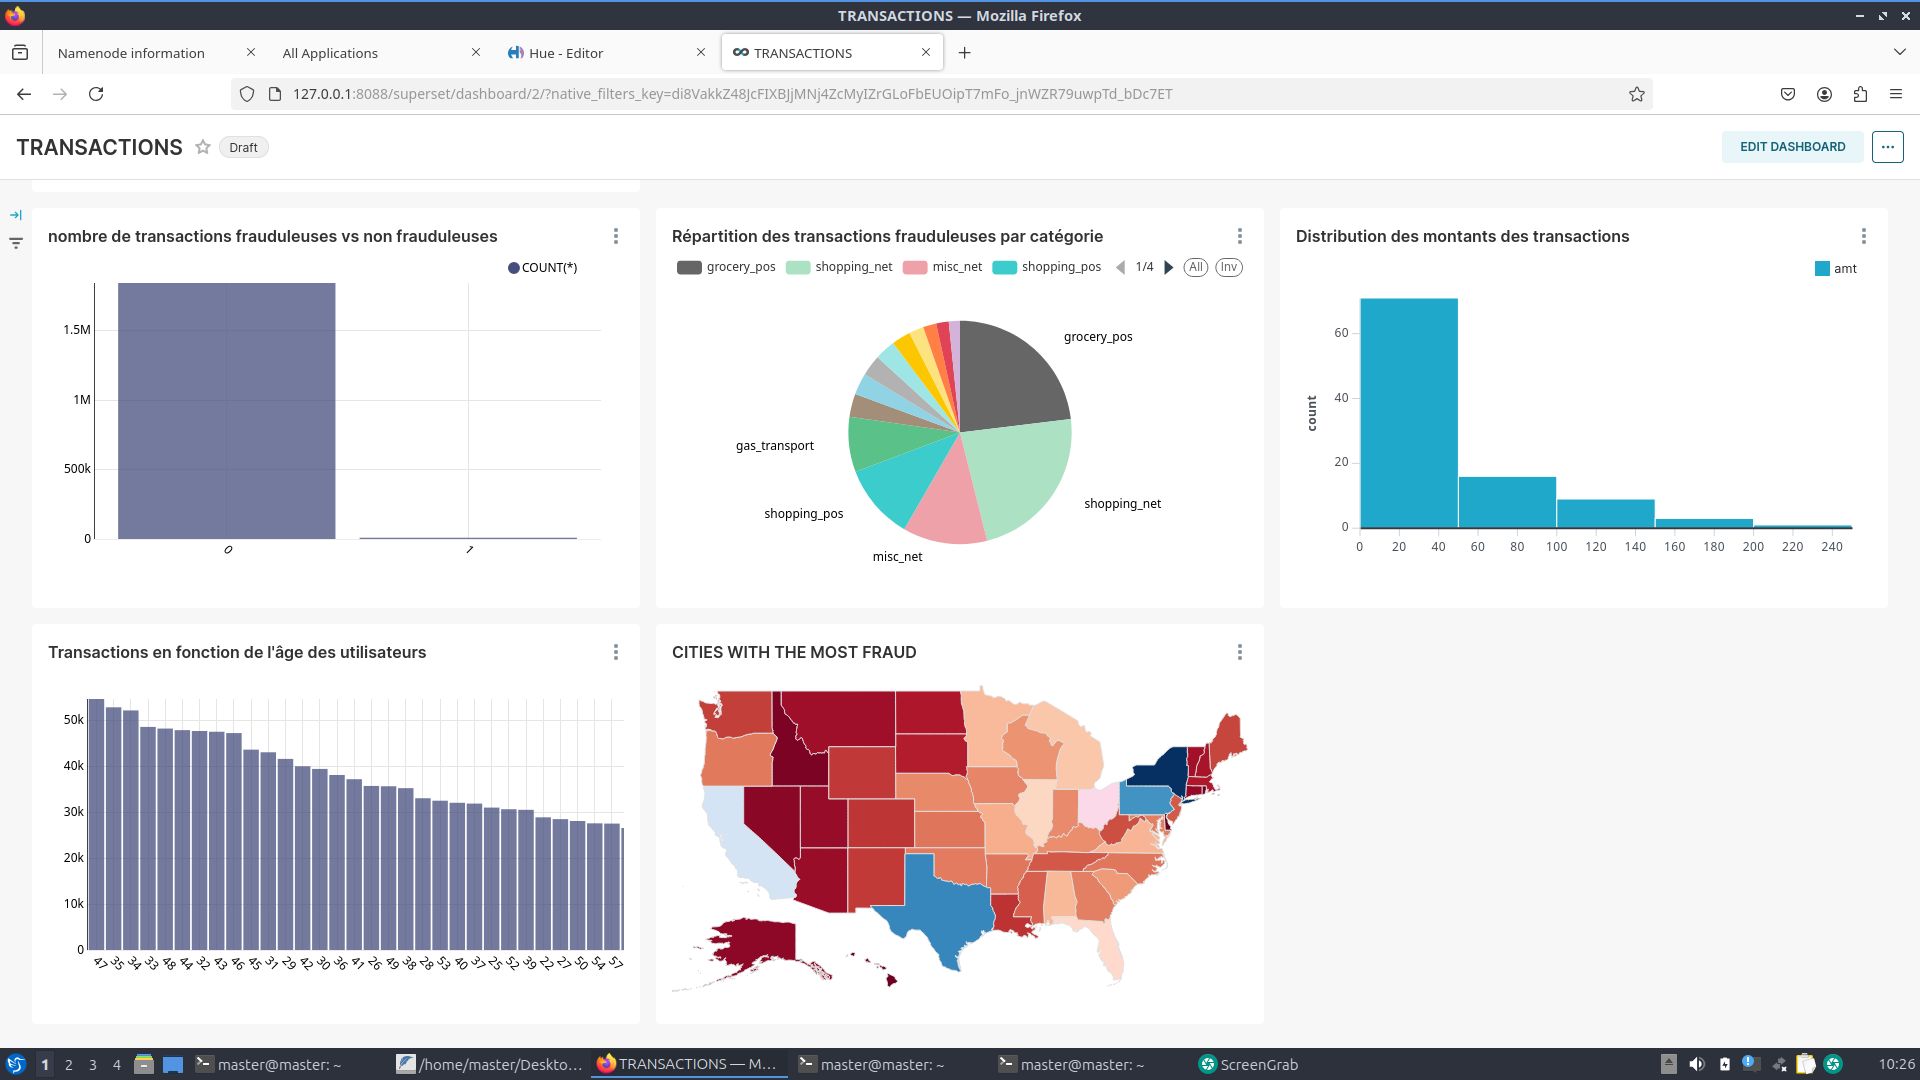 TRANSACTIONS — Mozilla Firefox
Namenode information
All Applications
Hue - Editor
TRANSACTIONS
127.0.0.1:8088/superset/dashboard/2/?native_filters_key=di8VakkZ48JcFIXBJjMNj4ZcMyIZrGLoFbEUOipT7mFo_jnWZR79uwpTd_bDc7ET
TRANSACTIONS
Draft
EDIT DASHBOARD
nombre de transactions frauduleuses vs non frauduleuses
COUNT(*)
1.5M
1M
500k
0
0 1
Répartition des transactions frauduleuses par catégorie
grocery_pos shopping_net misc_net shopping_pos 1/4 All Inv
grocery_pos
gas_transport
shopping_net
shopping_pos
misc_net
Distribution des montants des transactions
amt
count
60
40
20
0
0 20 40 60 80 100 120 140 160 180 200 220 240
Transactions en fonction de l'âge des utilisateurs
50k
40k
30k
20k
10k
0
47 35 34 33 48 44 32 43 46 45 31 29 42 30 36 41 26 49 38 28 53 40 37 25 52 39 22 27 50 54 57
CITIES WITH THE MOST FRAUD
1 2 3 4 master@master: ~ /home/master/Deskto... TRANSACTIONS — M... master@master: ~ master@master: ~ ScreenGrab 10:26